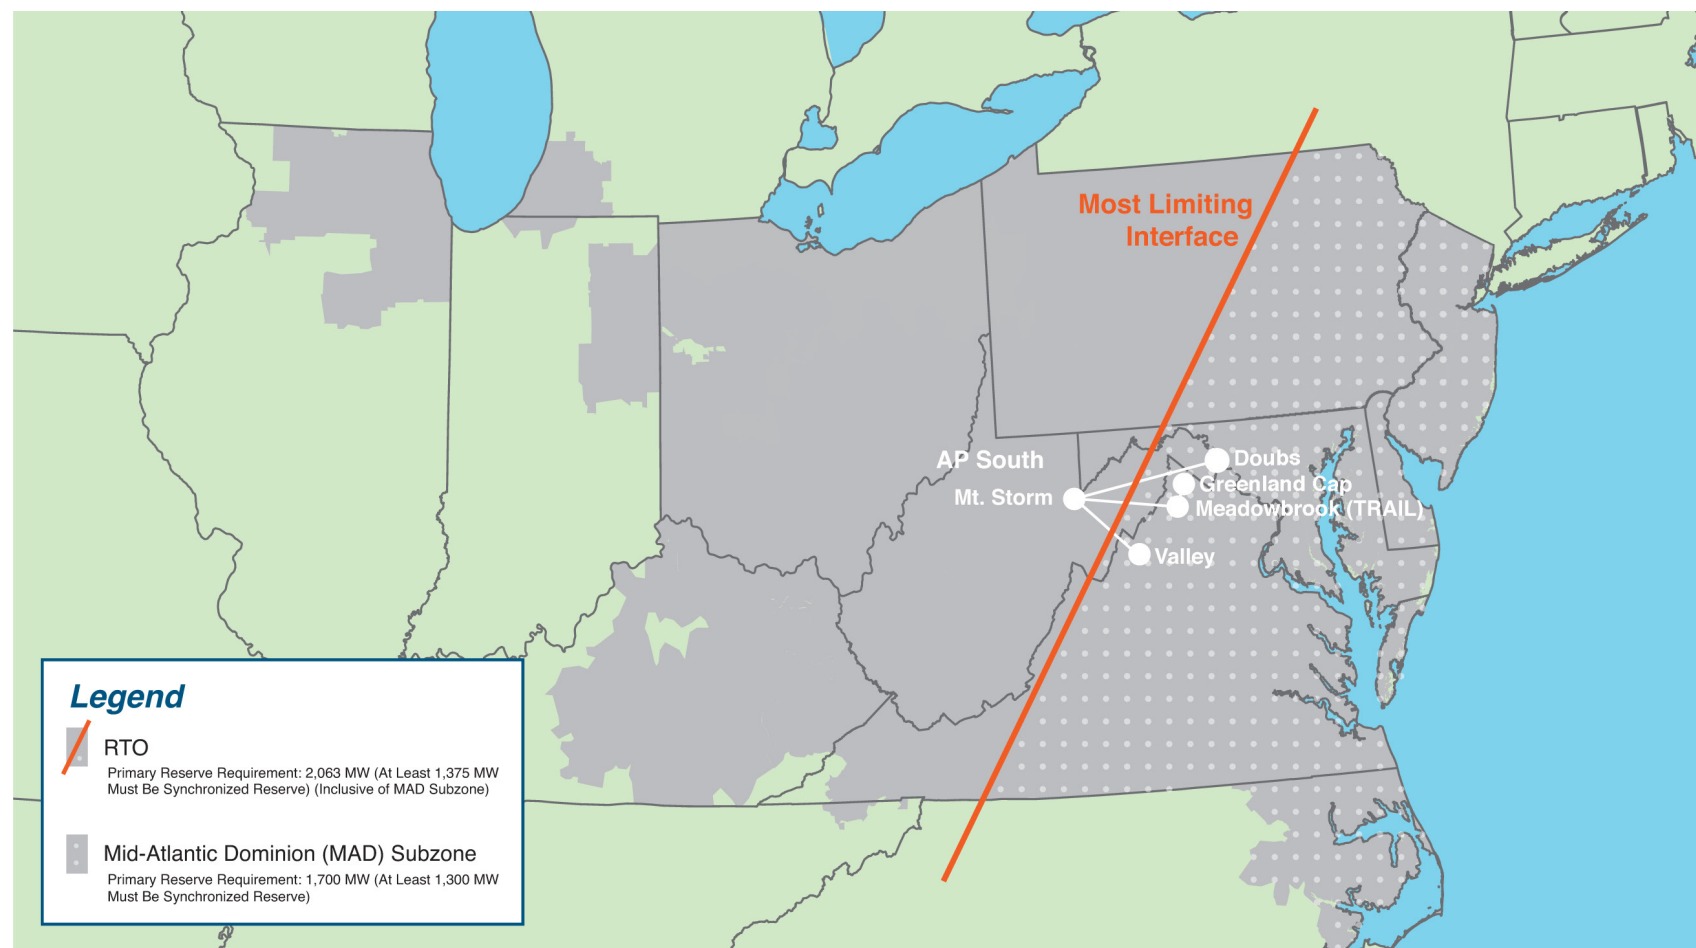 Most Limiting
Interface
AP South
Doubs
Greenland Cap
Mt. Storm
Meadowbrook (TRAIL)
Valley
Legend
RTO
Primary Reserve Requirement: 2,063 MW (At Least 1,375 MW
Must Be Synchronized Reserve) (Inclusive of MAD Subzone)
Mid-Atlantic Dominion (MAD) Subzone
Primary Reserve Requirement: 1,700 MW (At Least 1,300 MW
Must Be Synchronized Reserve)